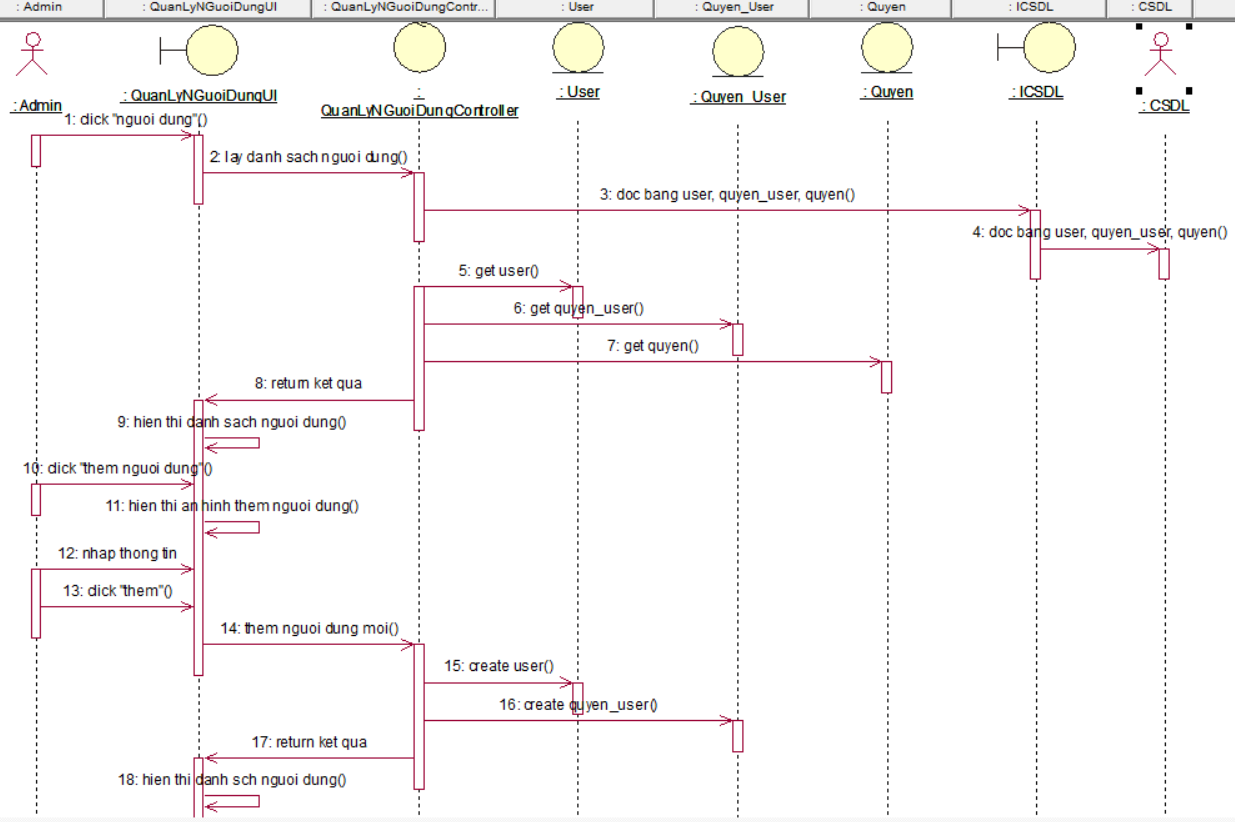 : Admin
: QuanLyNGuoiDungUI
: QuanLyNGuoiDungContr...
: User
: Quyen_User
: Quyen
: ICSDL
: CSDL
: Admin
: QuanLyNGuoiDungUI
:
QuanLyNGuoiDungController
: User
: Quyen_User
: Quyen
: ICSDL
: CSDL
1: click "nguoi dung"()
2: lay danh sach nguoi dung()
3: doc bang user, quyen_user, quyen()
4: doc bang user, quyen_user, quyen()
5: get user()
6: get quyen_user()
7: get quyen()
8: return ket qua
9: hien thi danh sach nguoi dung()
10: click "them nguoi dung"()
11: hien thi an hinh them nguoi dung()
12: nhap thong tin
13: click "them"()
14: them nguoi dung moi()
15: create user()
16: create quyen_user()
17: return ket qua
18: hien thi danh sch nguoi dung()